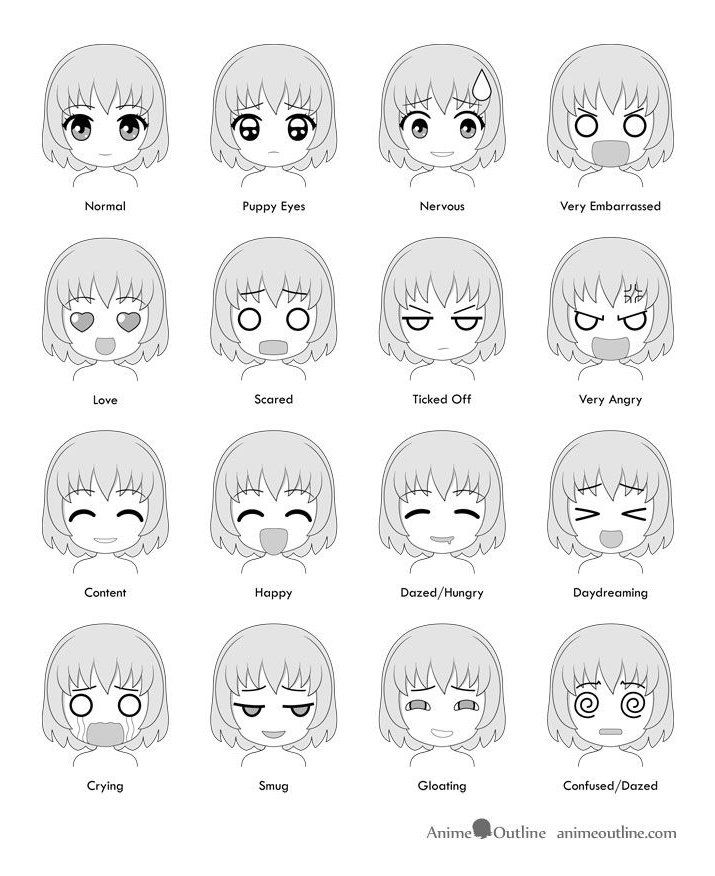 Normal
Puppy Eyes
Nervous
Very Embarrassed
Love
Scared
Ticked Off
Very Angry
Content
Happy
Dazed/Hungry
Daydreaming
Crying
Smug
Gloating
Confused/Dazed
Anime Outline animeoutline.com